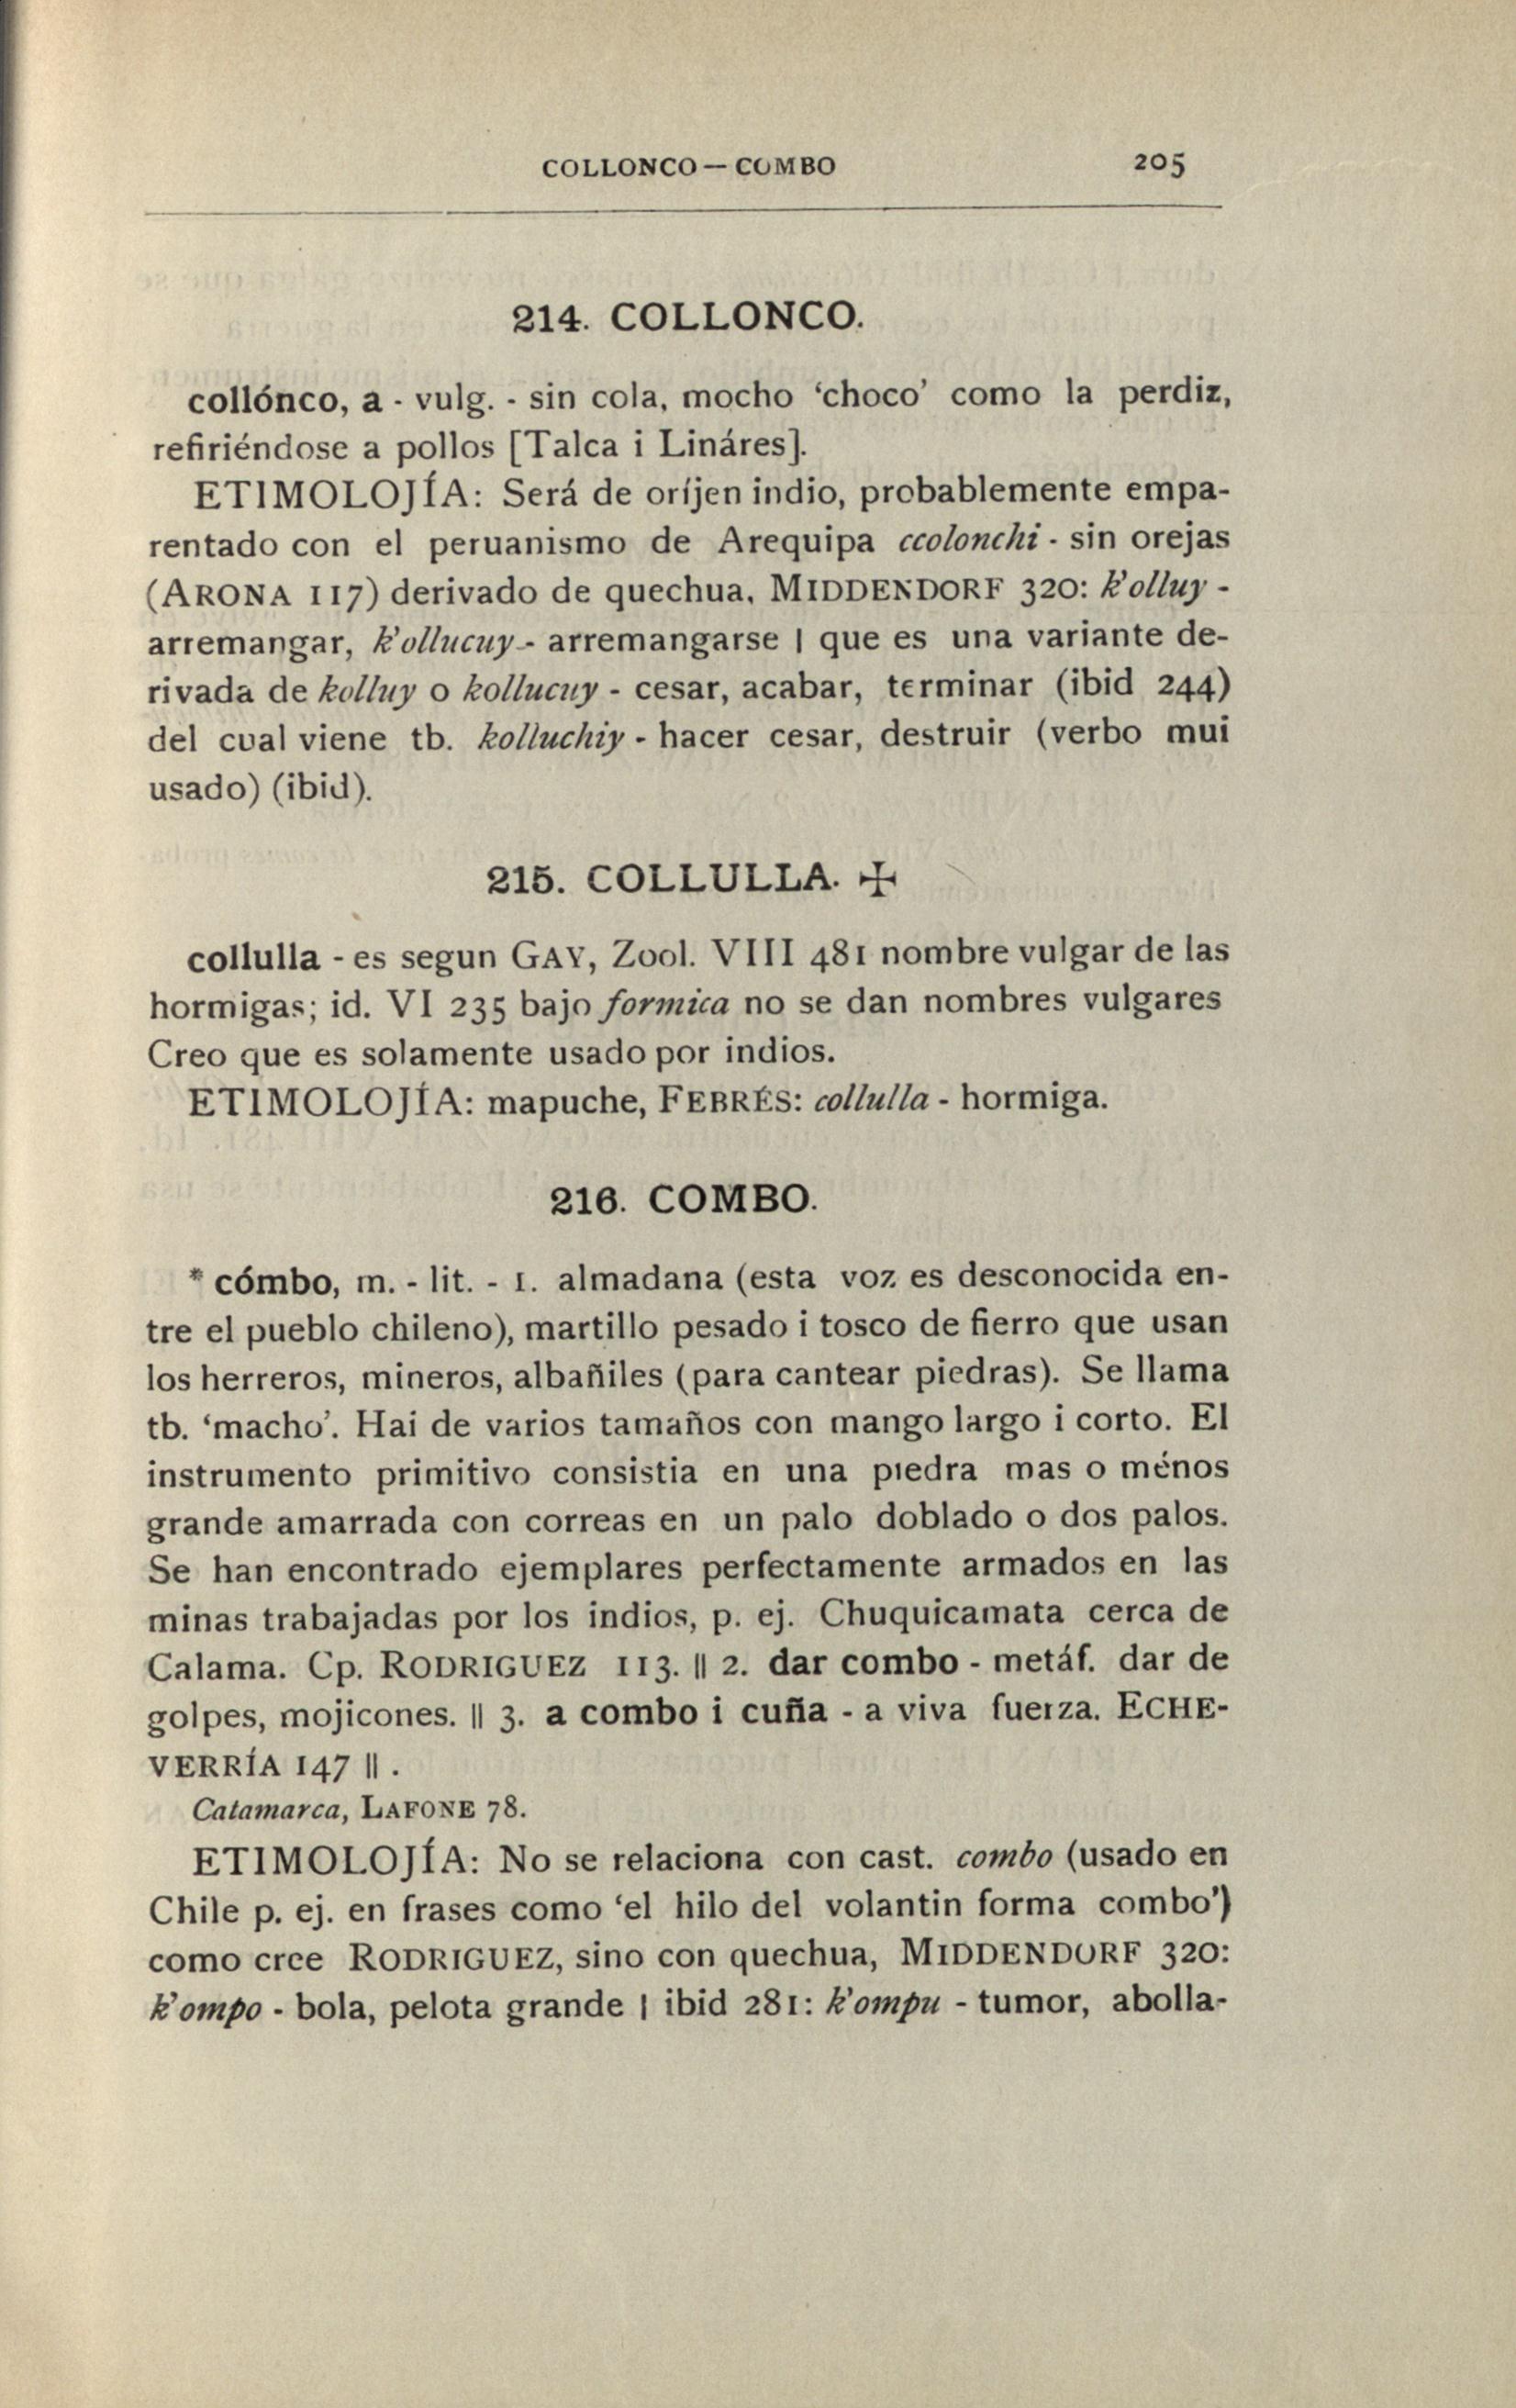 COLLONCO — COMBO 205
214. COLLONCO.
collónco, a - vulg. - sin cola, mocho ‘choco’ como la perdiz,
refiriéndose a pollos [Talca i Lináres].
ETIMOLOJÍA: Será de oríjen indio, probablemente empa-
rentado con el peruanismo de Arequipa ccolonchi - sin orejas
(ARONA 117) derivado de quechua, MIDDENDORF 320: k’olluy -
arremangar, k’ollucuy - arremangarse | que es una variante de-
rivada de kolluy o kollucuy - cesar, acabar, terminar (ibid 244)
del cual viene tb. kolluchiy - hacer cesar, destruir (verbo mui
usado) (ibid).
215. COLLULLA. ✠
collulla - es segun GAY, Zool. VIII 481 nombre vulgar de las
hormigas; id. VI 235 bajo formica no se dan nombres vulgares
Creo que es solamente usado por indios.
ETIMOLOJÍA: mapuche, FEBRÉS: collulla - hormiga.
216. COMBO.
* cómbo, m. - lit. - 1. almadana (esta voz es desconocida en-
tre el pueblo chileno), martillo pesado i tosco de fierro que usan
los herreros, mineros, albañiles (para cantear piedras). Se llama
tb. ‘macho’. Hai de varios tamaños con mango largo i corto. El
instrumento primitivo consistia en una piedra mas o ménos
grande amarrada con correas en un palo doblado o dos palos.
Se han encontrado ejemplares perfectamente armados en las
minas trabajadas por los indios, p. ej. Chuquicamata cerca de
Calama. Cp. RODRIGUEZ 113. || 2. dar combo - metáf. dar de
golpes, mojicones. || 3. a combo i cuña - a viva fuerza. ECHE-
VERRÍA 147 || .
Catamarca, LAFONE 78.
ETIMOLOJÍA: No se relaciona con cast. combo (usado en
Chile p. ej. en frases como ‘el hilo del volantin forma combo’)
como cree RODRIGUEZ, sino con quechua, MIDDENDORF 320:
k’ompo - bola, pelota grande | ibid 281: k’ompu - tumor, abolla-